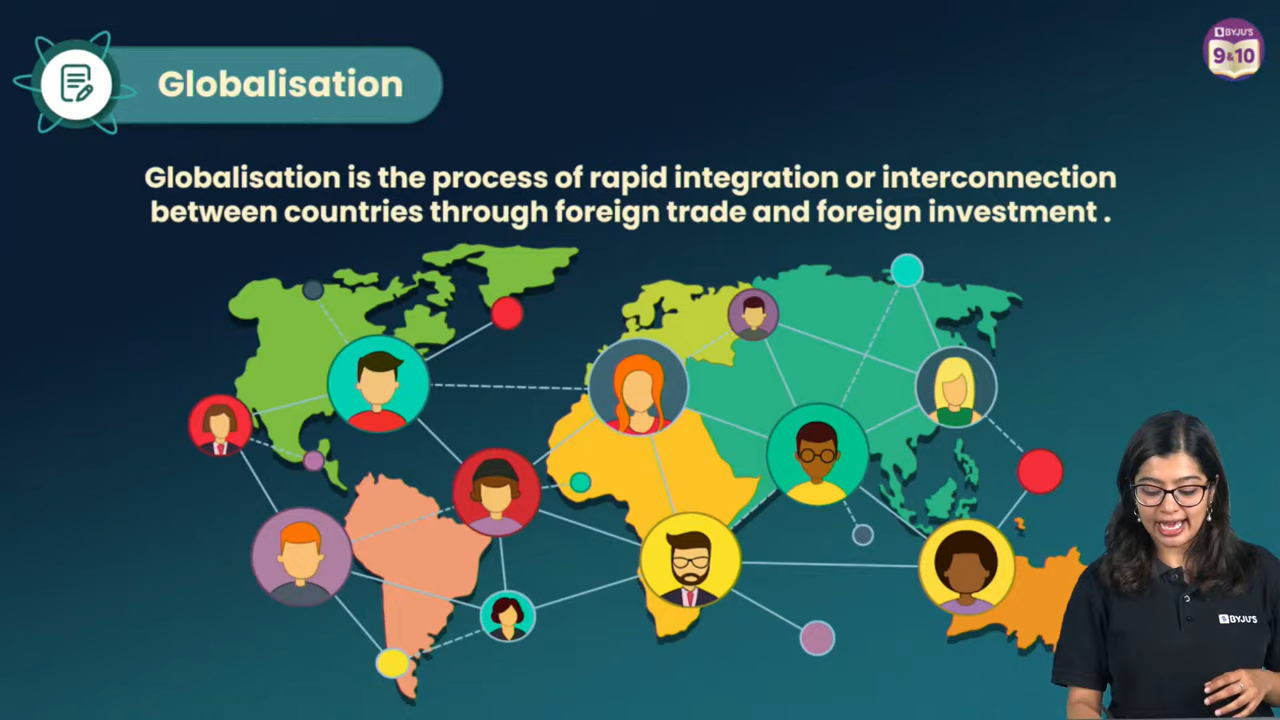 Globalisation
BYJU'S
9&10
Globalisation is the process of rapid integration or interconnection
between countries through foreign trade and foreign investment .
BYJU'S